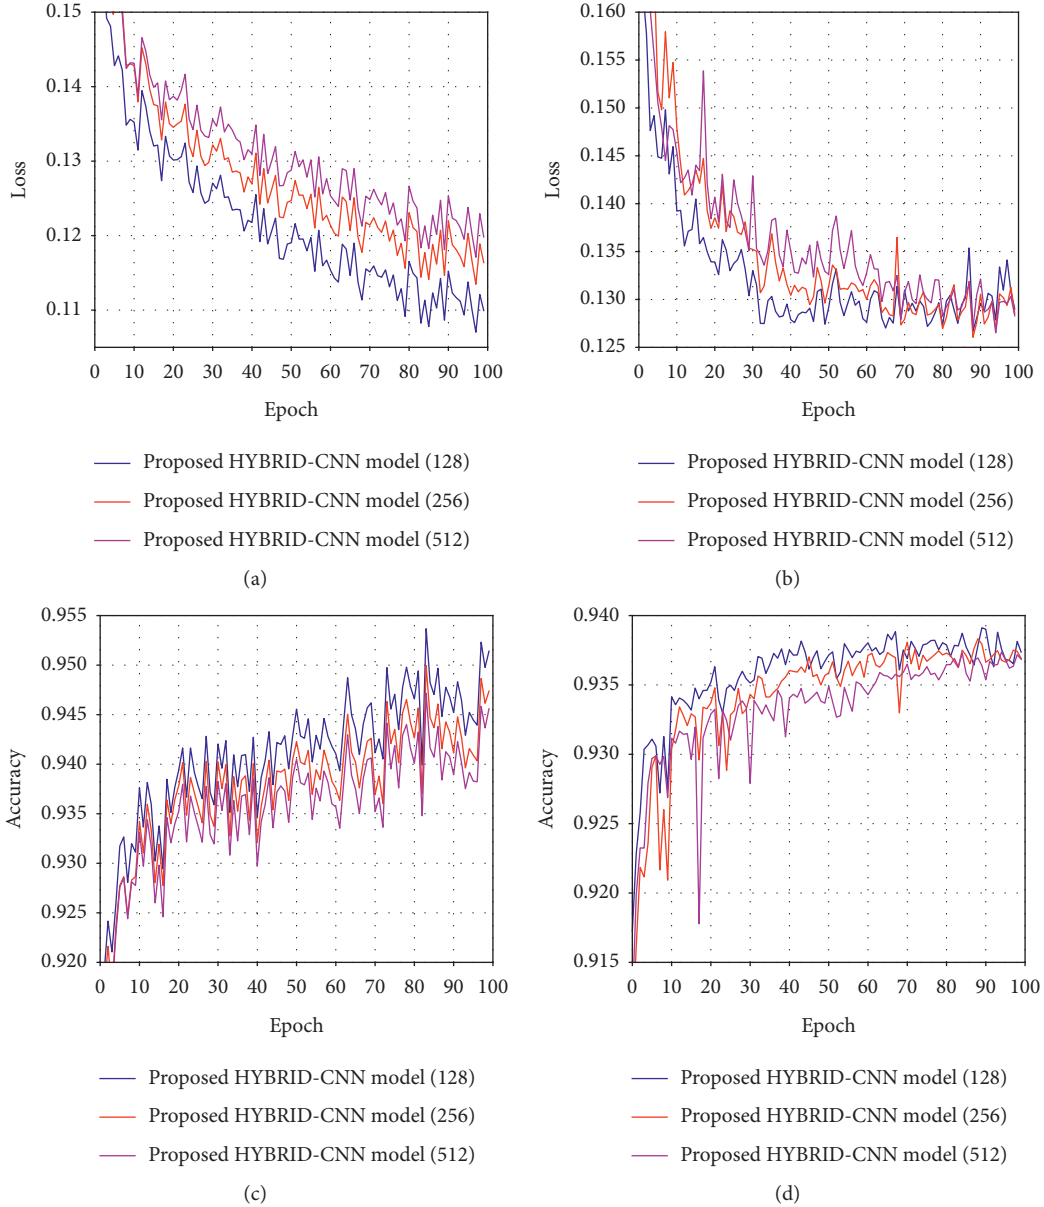 0.15
0.14
0.13
0.12
0.11
Loss
0 10 20 30 40 50 60 70 80 90 100
Epoch
Proposed HYBRID-CNN model (128)
Proposed HYBRID-CNN model (256)
Proposed HYBRID-CNN model (512)
(a)
0.160
0.155
0.150
0.145
0.140
0.135
0.130
0.125
Loss
0 10 20 30 40 50 60 70 80 90 100
Epoch
Proposed HYBRID-CNN model (128)
Proposed HYBRID-CNN model (256)
Proposed HYBRID-CNN model (512)
(b)
0.955
0.950
0.945
0.940
0.935
0.930
0.925
0.920
Accuracy
0 10 20 30 40 50 60 70 80 90 100
Epoch
Proposed HYBRID-CNN model (128)
Proposed HYBRID-CNN model (256)
Proposed HYBRID-CNN model (512)
(c)
0.940
0.935
0.930
0.925
0.920
0.915
Accuracy
0 10 20 30 40 50 60 70 80 90 100
Epoch
Proposed HYBRID-CNN model (128)
Proposed HYBRID-CNN model (256)
Proposed HYBRID-CNN model (512)
(d)